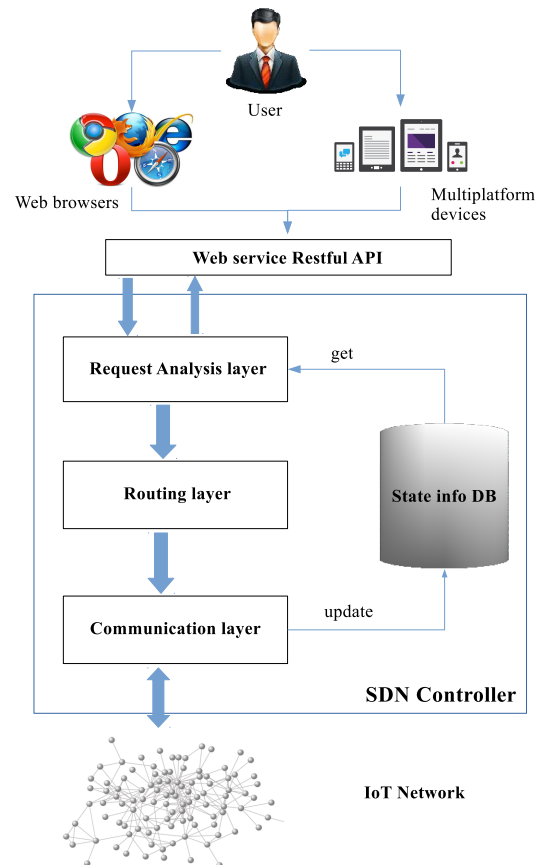 User
Web browsers
Multiplatform
devices
Web service Restful API
Request Analysis layer
get
Routing layer
State info DB
Communication layer
update
SDN Controller
IoT Network